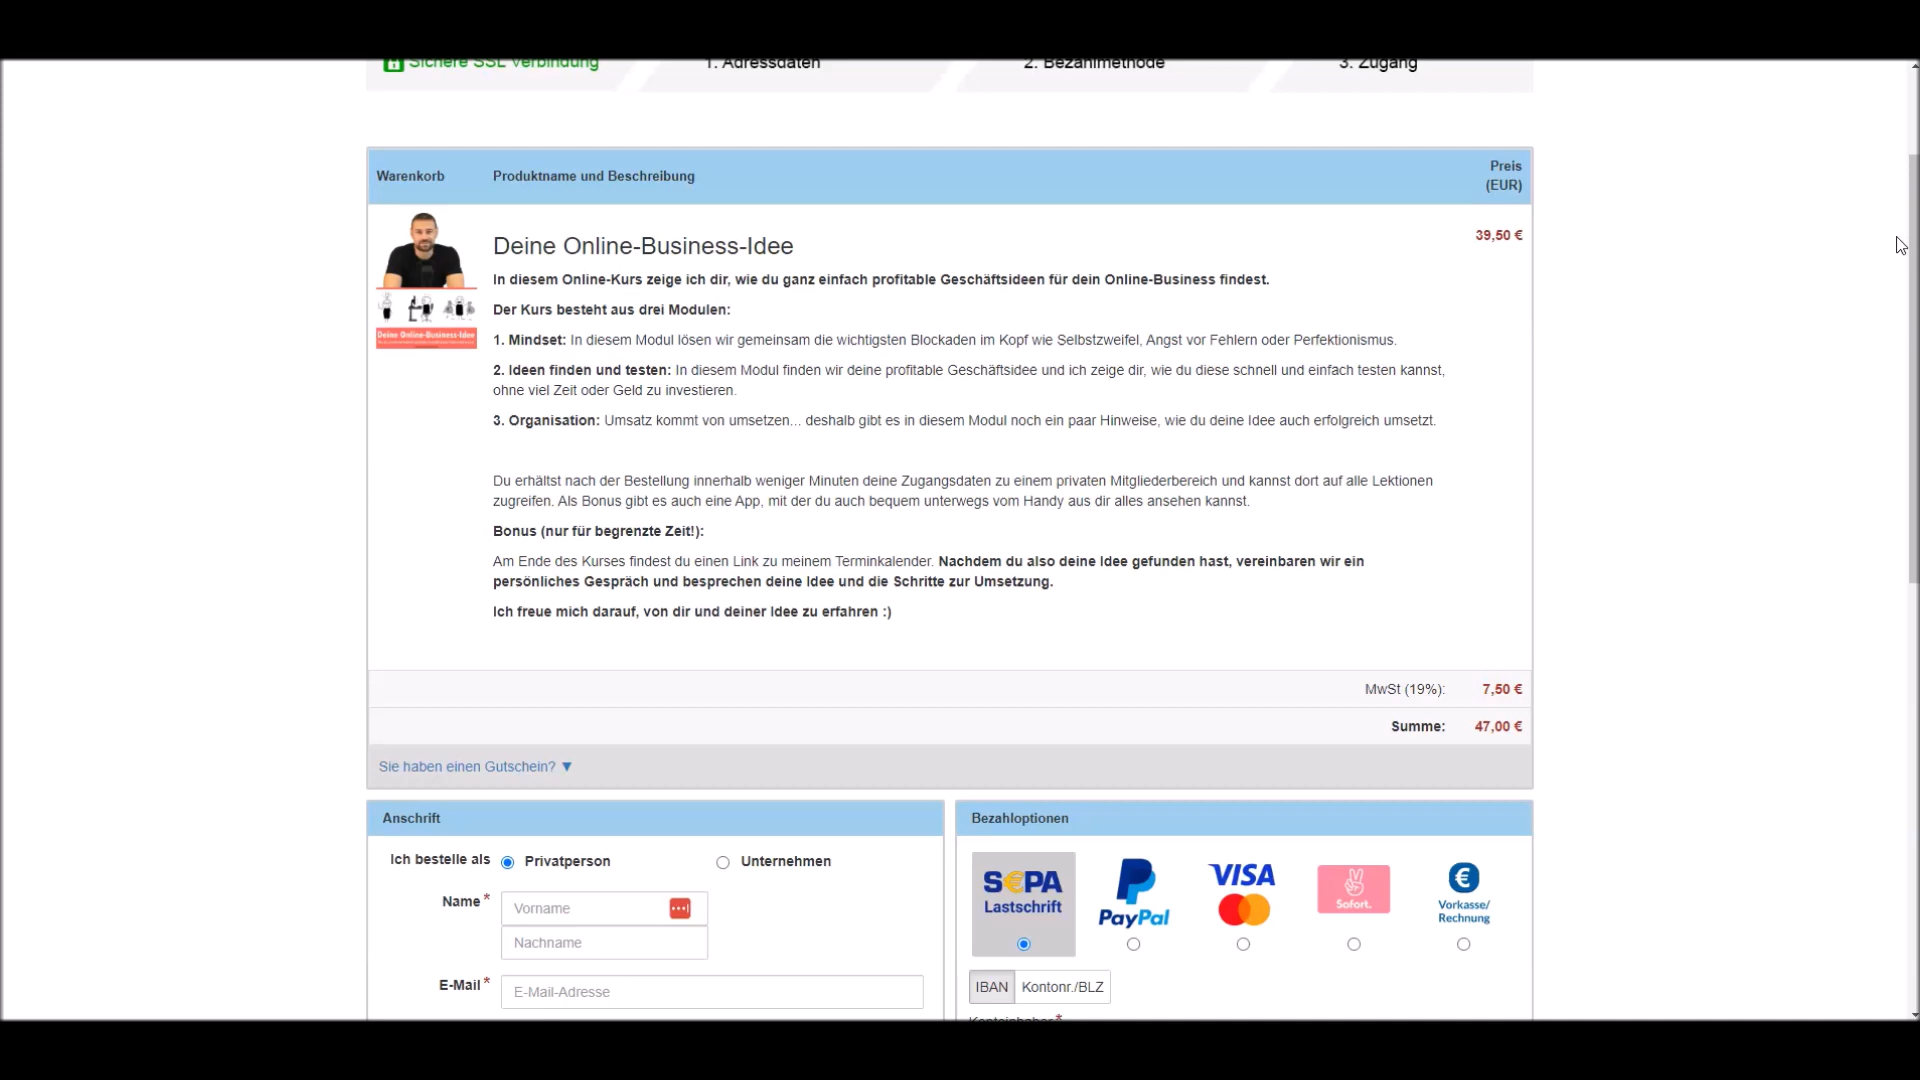 Sichere SSL Verbindung
1. Adressdaten
2. Bezahlmethode
3. Zugang
Warenkorb
Produktname und Beschreibung
Preis
(EUR)
Deine Online-Business-Idee
Deine Online-Business-Idee
39,50 €
In diesem Online-Kurs zeige ich dir, wie du ganz einfach profitable Geschäftsideen für dein Online-Business findest.
Der Kurs besteht aus drei Modulen:
1. Mindset: In diesem Modul lösen wir gemeinsam die wichtigsten Blockaden im Kopf wie Selbstzweifel, Angst vor Fehlern oder Perfektionismus.
2. Ideen finden und testen: In diesem Modul finden wir deine profitable Geschäftsidee und ich zeige dir, wie du diese schnell und einfach testen kannst,
ohne viel Zeit oder Geld zu investieren.
3. Organisation: Umsatz kommt von umsetzen... deshalb gibt es in diesem Modul noch ein paar Hinweise, wie du deine Idee auch erfolgreich umsetzt.
Du erhältst nach der Bestellung innerhalb weniger Minuten deine Zugangsdaten zu einem privaten Mitgliederbereich und kannst dort auf alle Lektionen
zugreifen. Als Bonus gibt es auch eine App, mit der du auch bequem unterwegs vom Handy aus dir alles ansehen kannst.
Bonus (nur für begrenzte Zeit!):
Am Ende des Kurses findest du einen Link zu meinem Terminkalender. Nachdem du also deine Idee gefunden hast, vereinbaren wir ein
persönliches Gespräch und besprechen deine Idee und die Schritte zur Umsetzung.
Ich freue mich darauf, von dir und deiner Idee zu erfahren :)
MwSt (19%): 7,50 €
Summe: 47,00 €
Sie haben einen Gutschein? ▼
Anschrift
Ich bestelle als
Privatperson
Unternehmen
Name*
Vorname
Nachname
E-Mail*
E-Mail-Adresse
Bezahloptionen
SEPA
Lastschrift
PayPal
VISA
Sofort.
Vorkasse/
Rechnung
IBAN
Kontonr./BLZ
Kontoinhaber*